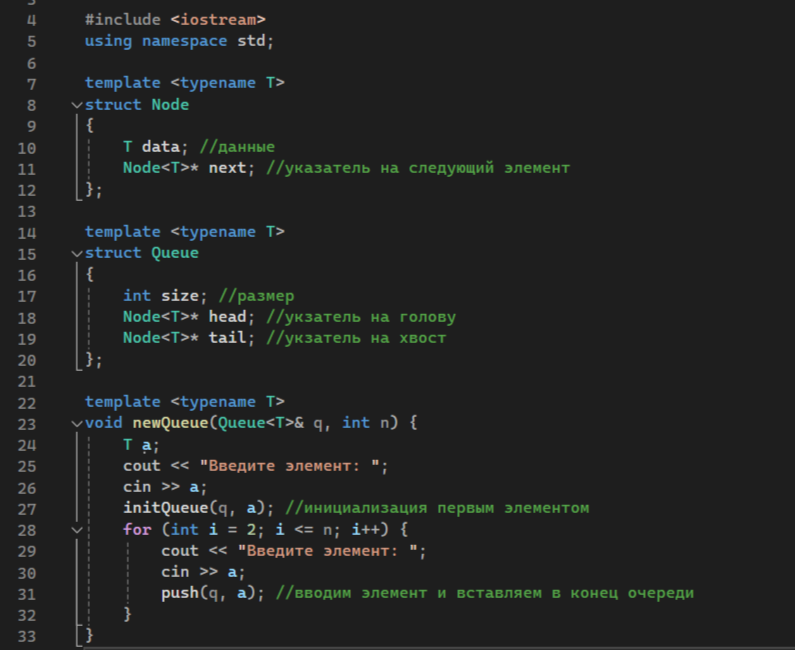 4 #include <iostream>
5 using namespace std;
6
7 template <typename T>
8 struct Node
9 {
10 T data; //данные
11 Node<T>* next; //указатель на следующий элемент
12 };
13
14 template <typename T>
15 struct Queue
16 {
17 int size; //размер
18 Node<T>* head; //укзатель на голову
19 Node<T>* tail; //укзатель на хвост
20 };
21
22 template <typename T>
23 void newQueue(Queue<T>& q, int n) {
24 T a;
25 cout << "Введите элемент: ";
26 cin >> a;
27 initQueue(q, a); //инициализация первым элементом
28 for (int i = 2; i <= n; i++) {
29 cout << "Введите элемент: ";
30 cin >> a;
31 push(q, a); //вводим элемент и вставляем в конец очереди
32 }
33 }